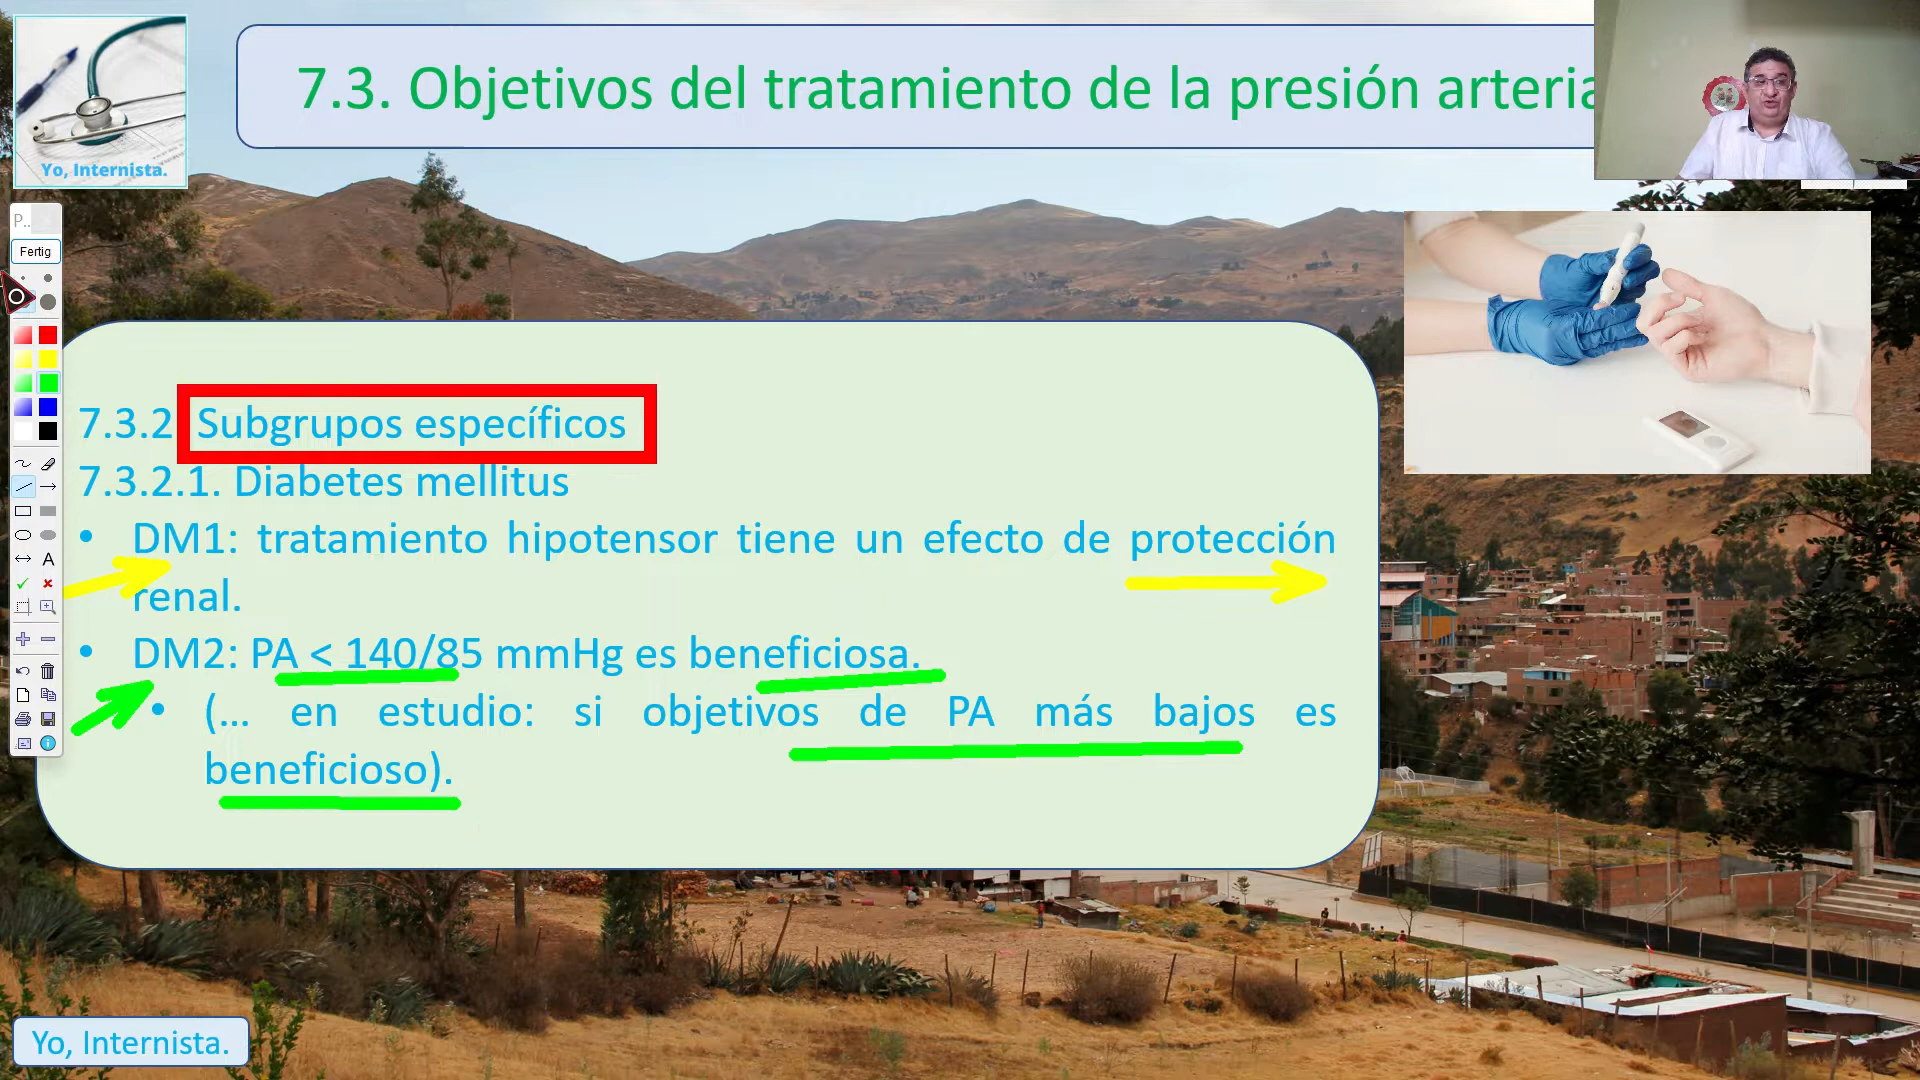 7.3. Objetivos del tratamiento de la presión arteria
Yo, Internista.
P..
Fertig
A
7.3.2 Subgrupos específicos
7.3.2.1. Diabetes mellitus
• DM1: tratamiento hipotensor tiene un efecto de protección
renal.
• DM2: PA < 140/85 mmHg es beneficiosa.
• (... en estudio: si objetivos de PA más bajos es
beneficioso).
Yo, Internista.